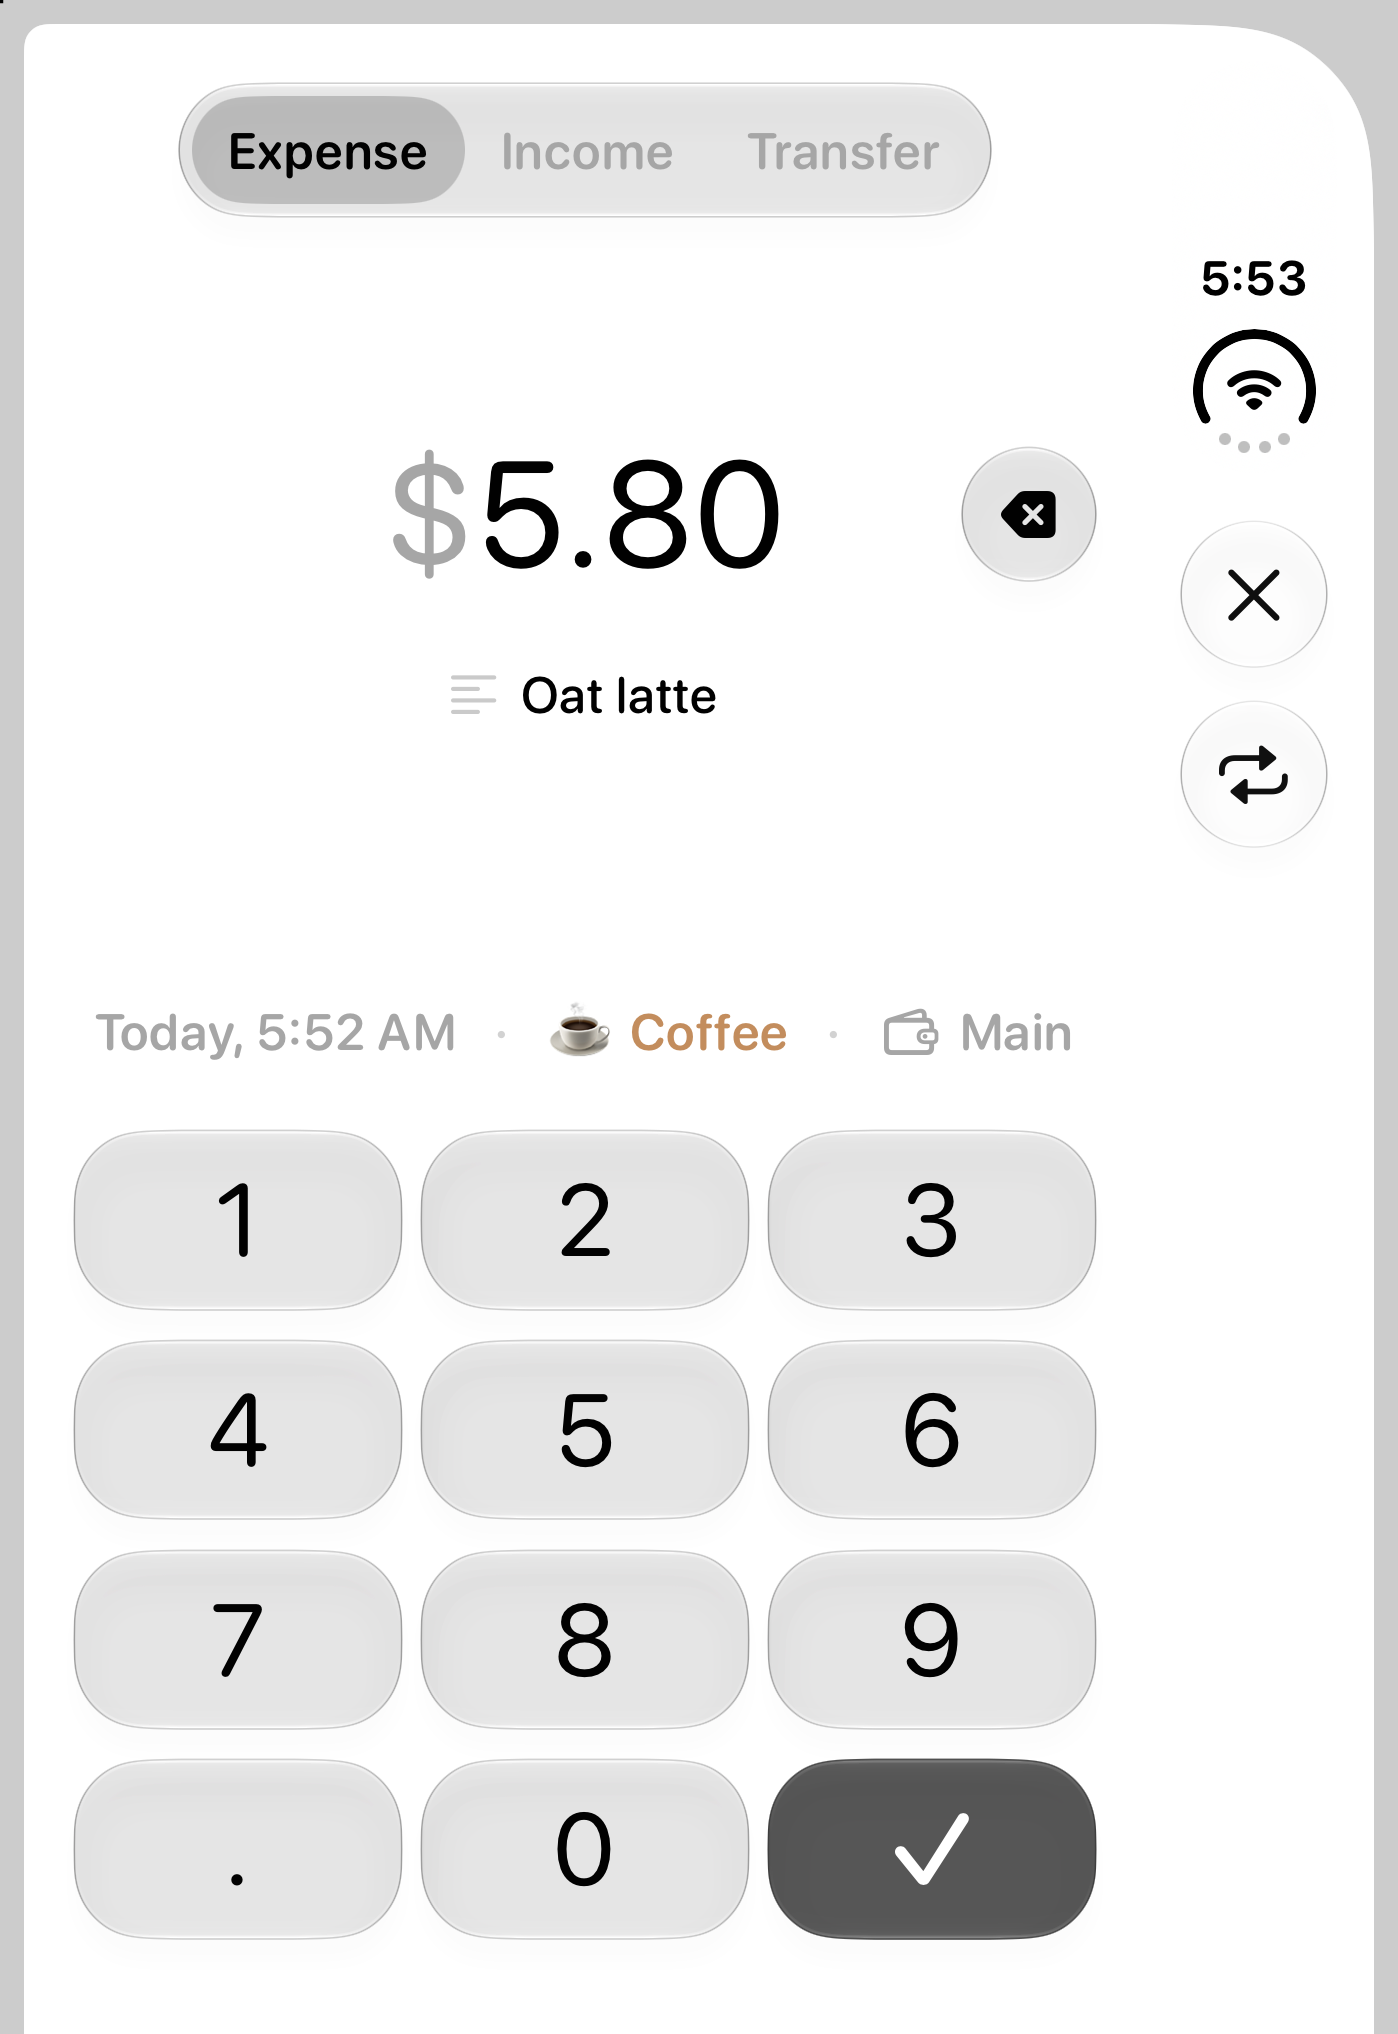 Expense Income Transfer
5:53
$5.80
Oat latte
Today, 5:52 AM · Coffee · Main
1 2 3
4 5 6
7 8 9
. 0